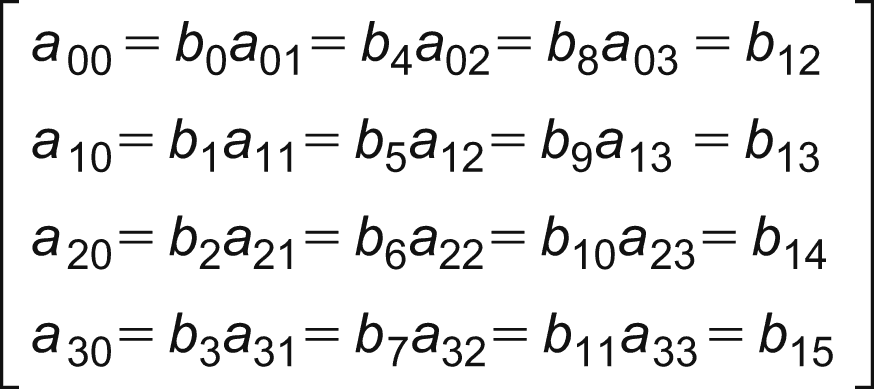 a₀₀ = b₀a₀₁ = b₄a₀₂ = b₈a₀₃ = b₁₂
a₁₀ = b₁a₁₁ = b₅a₁₂ = b₉a₁₃ = b₁₃
a₂₀ = b₂a₂₁ = b₆a₂₂ = b₁₀a₂₃ = b₁₄
a₃₀ = b₃a₃₁ = b₇a₃₂ = b₁₁a₃₃ = b₁₅